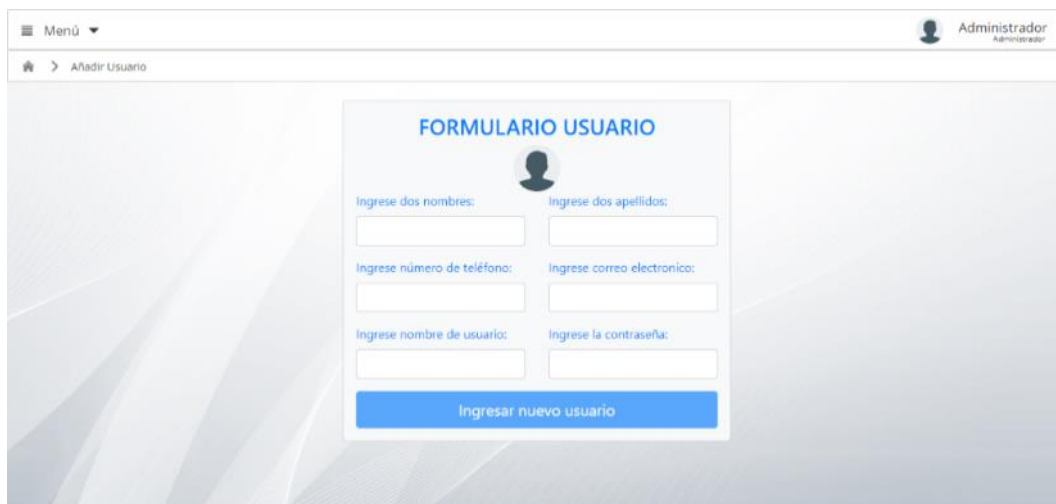 Menú
Administrador
Administrador
Añadir Usuario
FORMULARIO USUARIO
Ingrese dos nombres: Ingrese dos apellidos:
Ingrese número de teléfono: Ingrese correo electronico:
Ingrese nombre de usuario: Ingrese la contraseña:
Ingresar nuevo usuario